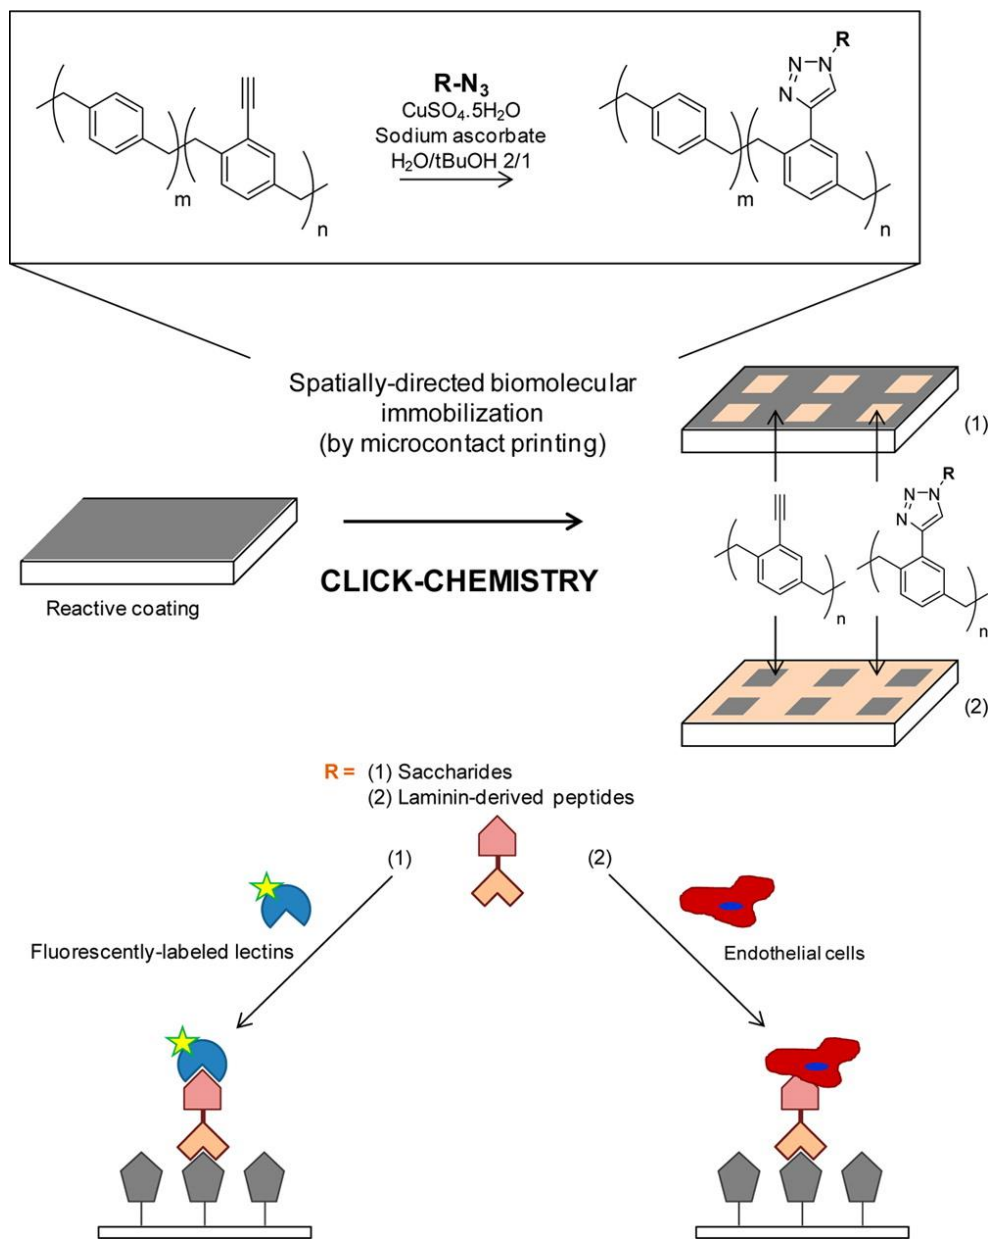 R
N
N
N
R-N₃
CuSO₄.5H₂O
Sodium ascorbate
H₂O/tBuOH 2/1
m
n
m
n
Spatially-directed biomolecular
immobilization
(by microcontact printing)
(1)
R
N
N
N
CLICK-CHEMISTRY
Reactive coating
n
n
(2)
R = (1) Saccharides
(2) Laminin-derived peptides
(1)
(2)
Fluorescently-labeled lectins
Endothelial cells